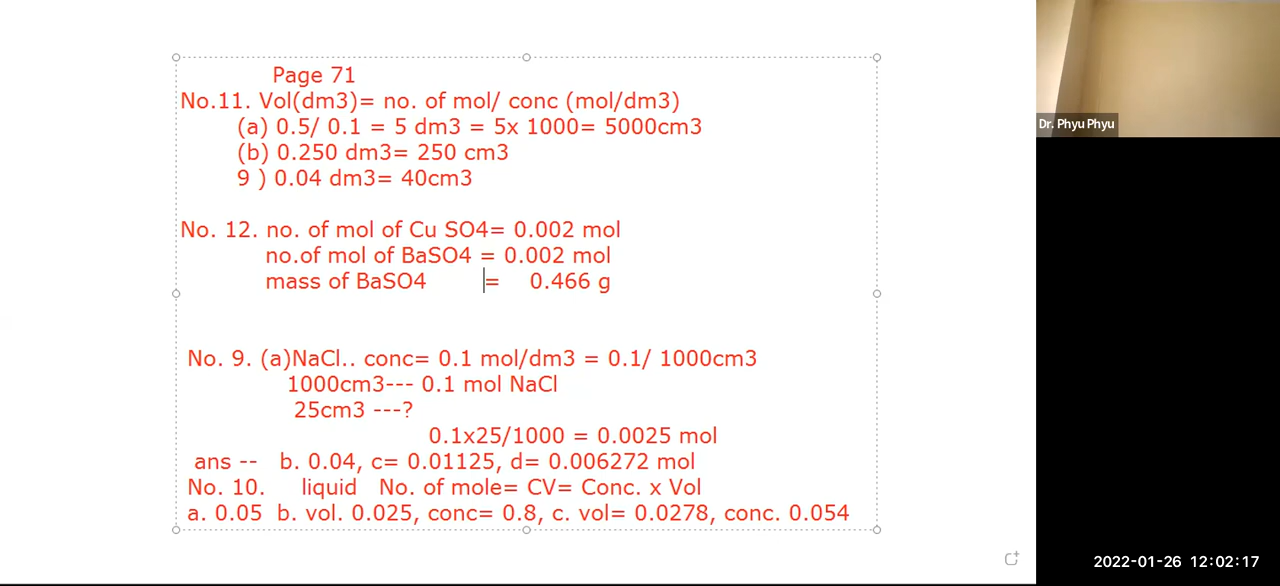 Page 71
No.11. Vol(dm3)= no. of mol/ conc (mol/dm3)
(a) 0.5/ 0.1 = 5 dm3 = 5x 1000= 5000cm3
(b) 0.250 dm3= 250 cm3
9 ) 0.04 dm3= 40cm3
No. 12. no. of mol of Cu SO4= 0.002 mol
no.of mol of BaSO4 = 0.002 mol
mass of BaSO4 = 0.466 g
No. 9. (a)NaCl.. conc= 0.1 mol/dm3 = 0.1/ 1000cm3
1000cm3--- 0.1 mol NaCl
25cm3 ---?
0.1x25/1000 = 0.0025 mol
ans -- b. 0.04, c= 0.01125, d= 0.006272 mol
No. 10. liquid No. of mole= CV= Conc. x Vol
a. 0.05 b. vol. 0.025, conc= 0.8, c. vol= 0.0278, conc. 0.054
Dr. Phyu Phyu
2022-01-26 12:02:17